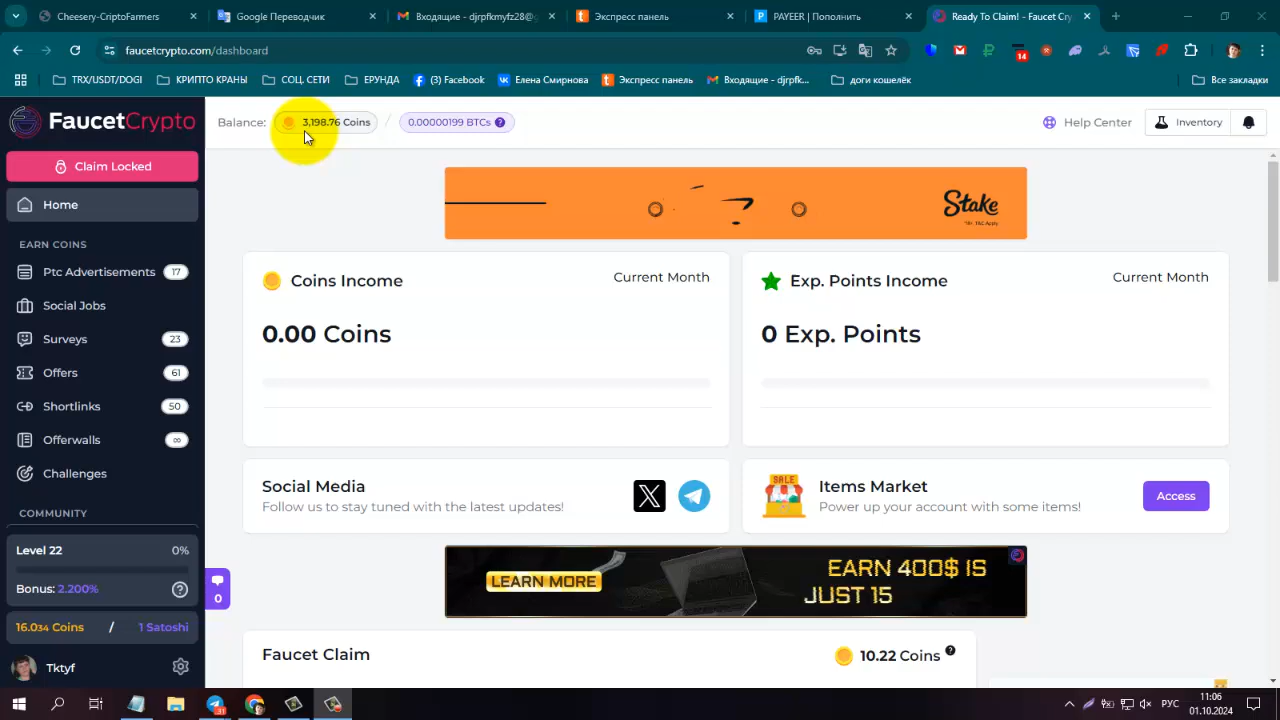 Cheesery-CriptoFarmers
Google Переводчик
Входящие - djrpfkmyfz28@
Экспресс панель
PAYEER | Пополнить
Ready To Claim! - Faucet Cry
faucetcrypto.com/dashboard
14
TRX/USDT/DOGI
КРИПТО КРАНЫ
СОЦ. СЕТИ
ЕРУНДА
(3) Facebook
Елена Смирнова
Экспресс панель
Входящие - djrpfk...
доги кошелёк
Все закладки
FaucetCrypto
Balance:
3,198.76 Coins
/
0.00000199 BTCs
Help Center
Inventory
Claim Locked
Home
Stake
EARN COINS
Ptc Advertisements 17
Social Jobs
Surveys 23
Offers 61
Shortlinks 50
Offerwalls ∞
Challenges
COMMUNITY
Level 22 0%
Bonus: 2.200%
16.034 Coins / 1 Satoshi
Tktyf
Coins Income
Current Month
0.00 Coins
Exp. Points Income
Current Month
0 Exp. Points
Social Media
Follow us to stay tuned with the latest updates!
SALE
Items Market
Power up your account with some items!
Access
0
LEARN MORE
EARN 400$ IS
JUST 15
Faucet Claim
10.22 Coins
31
РУС
11:06
01.10.2024